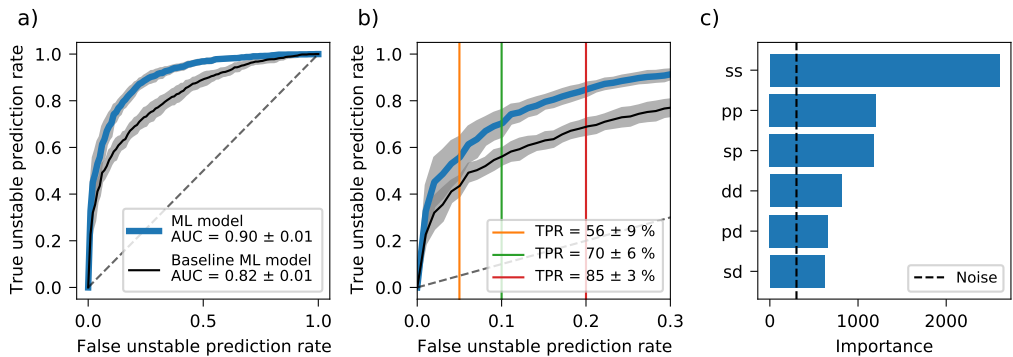 a)
True unstable prediction rate
1.0
0.8
0.6
0.4
0.2
0.0
ML model
AUC = 0.90 ± 0.01
Baseline ML model
AUC = 0.82 ± 0.01
0.0 0.5 1.0
False unstable prediction rate
b)
True unstable prediction rate
1.0
0.8
0.6
0.4
0.2
0.0
TPR = 56 ± 9 %
TPR = 70 ± 6 %
TPR = 85 ± 3 %
0.0 0.1 0.2 0.3
False unstable prediction rate
c)
ss
pp
sp
dd
pd
sd
Noise
0 1000 2000
Importance